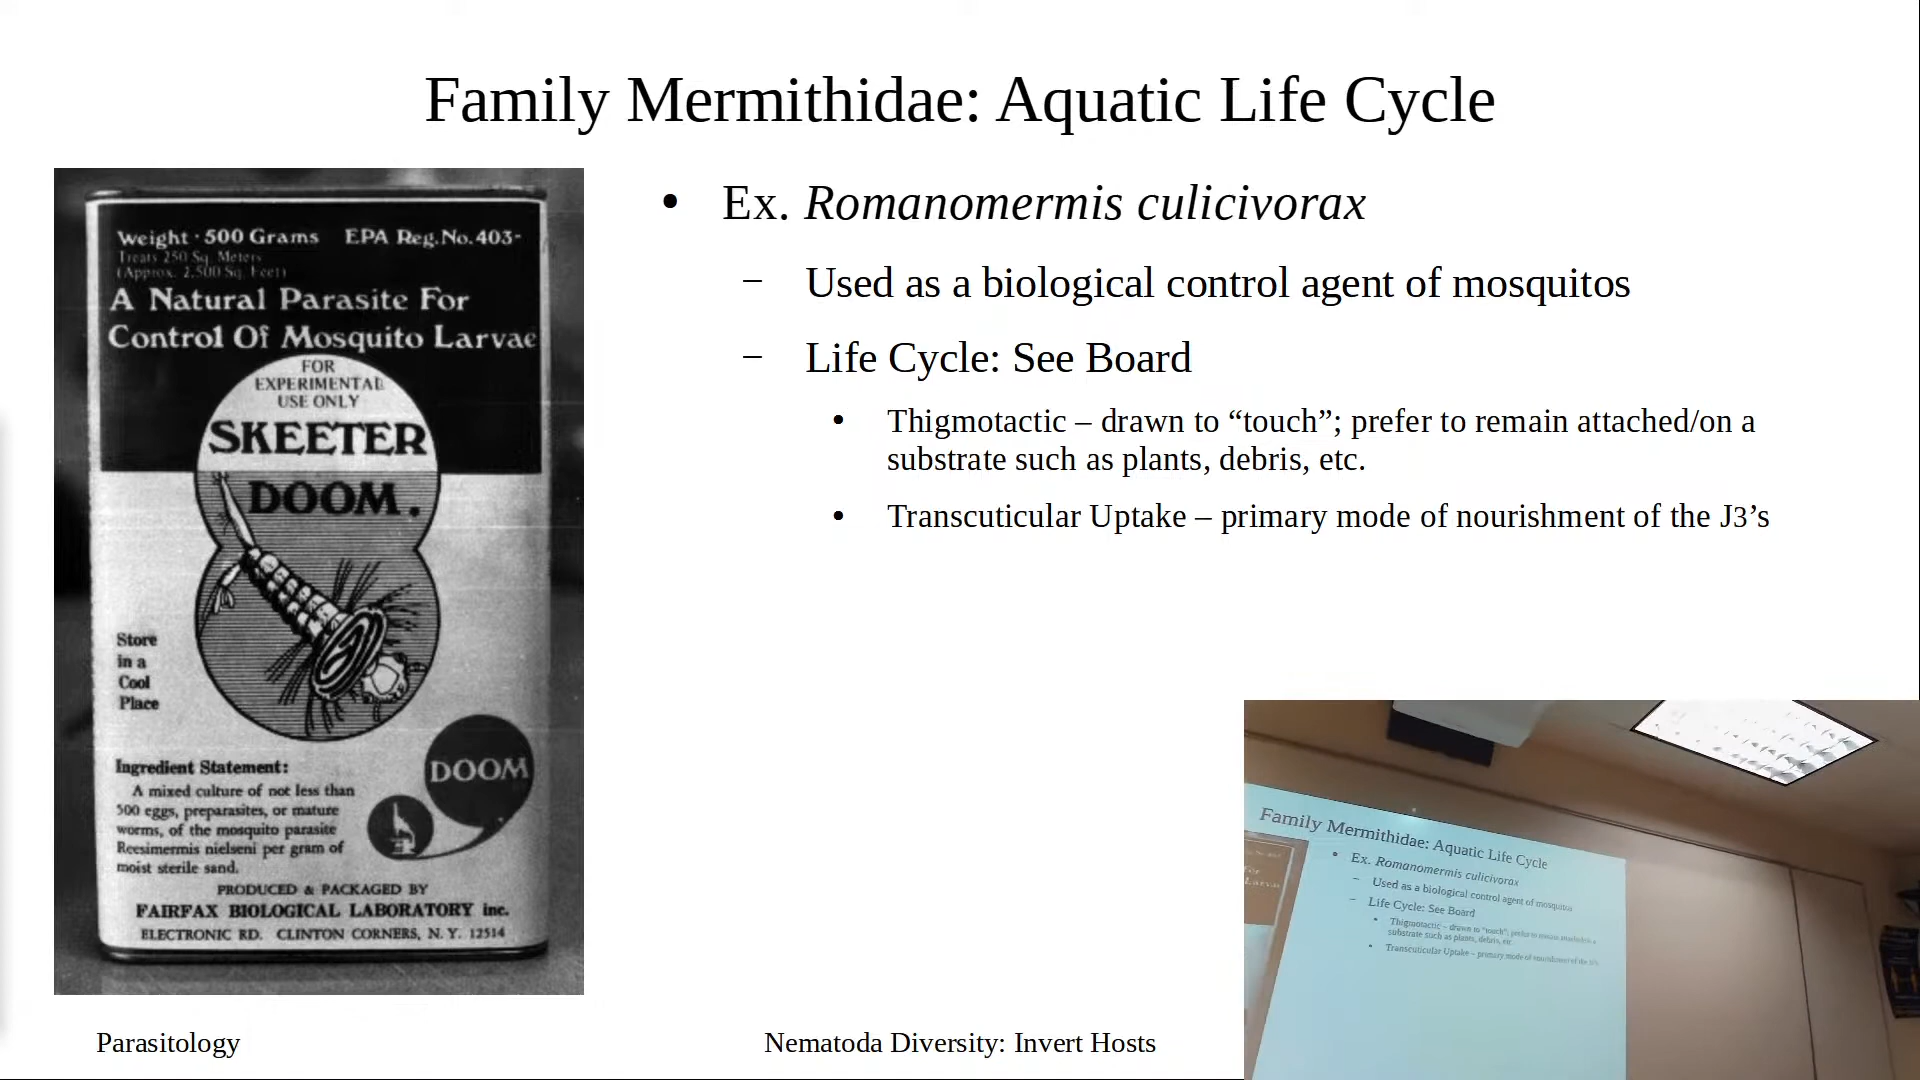 Family Mermithidae: Aquatic Life Cycle
Weight · 500 Grams EPA Reg. No. 403-
Treats 250 Sq. Meters
(Approx. 2,500 Sq. Feet)
A Natural Parasite For
Control Of Mosquito Larvae
FOR
EXPERIMENTAL
USE ONLY
SKEETER
DOOM.
Store
in a
Cool
Place
DOOM
Ingredient Statement:
A mixed culture of not less than
500 eggs, preparasites, or mature
worms, of the mosquito parasite
Reesimermis nielseni per gram of
moist sterile sand.
PRODUCED & PACKAGED BY
FAIRFAX BIOLOGICAL LABORATORY inc.
ELECTRONIC RD. CLINTON CORNERS, N. Y. 12514
• Ex. Romanomermis culicivorax
– Used as a biological control agent of mosquitos
– Life Cycle: See Board
• Thigmotactic – drawn to “touch”; prefer to remain attached/on a
substrate such as plants, debris, etc.
• Transcuticular Uptake – primary mode of nourishment of the J3’s
Family Mermithidae: Aquatic Life Cycle
• Ex. Romanomermis culicivorax
– Used as a biological control agent of mosquitos
– Life Cycle: See Board
• Thigmotactic – drawn to “touch”; prefer to remain attached/on a
substrate such as plants, debris, etc.
• Transcuticular Uptake – primary mode of nourishment of the J3's
Parasitology
Nematoda Diversity: Invert Hosts